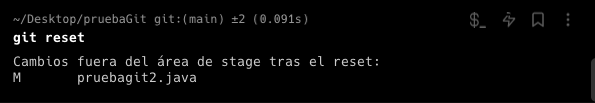 ~/Desktop/pruebaGit git:(main) ±2 (0.091s)
git reset
Cambios fuera del área de stage tras el reset:
M       pruebagit2.java